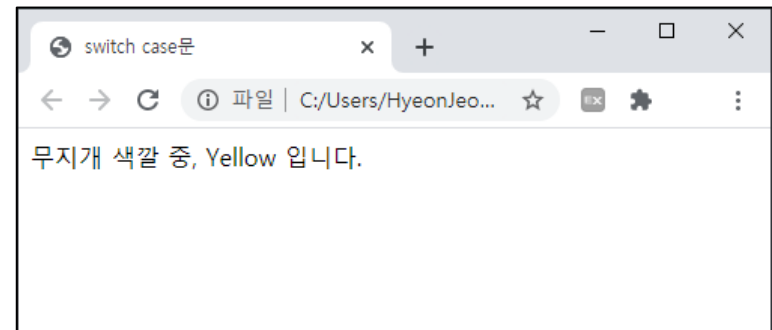 switch case문
파일 | C:/Users/HyeonJeo...
EX
무지개 색깔 중, Yellow 입니다.